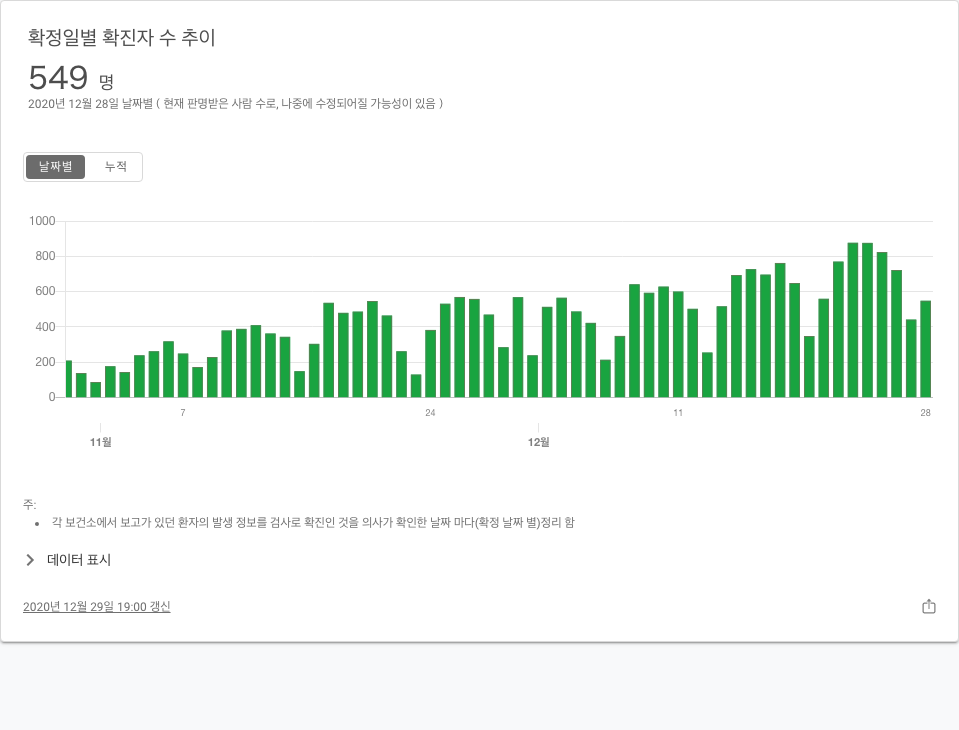 확정일별 확진자 수 추이
549 명
2020년 12월 28일 날짜별 ( 현재 판명받은 사람 수로, 나중에 수정되어질 가능성이 있음 )
날짜별 누적
1000
800
600
400
200
0
7 24 11 28
11월 12월
주:
• 각 보건소에서 보고가 있던 환자의 발생 정보를 검사로 확진인 것을 의사가 확인한 날짜 마다(확정 날짜 별)정리 함
데이터 표시
2020년 12월 29일 19:00 갱신